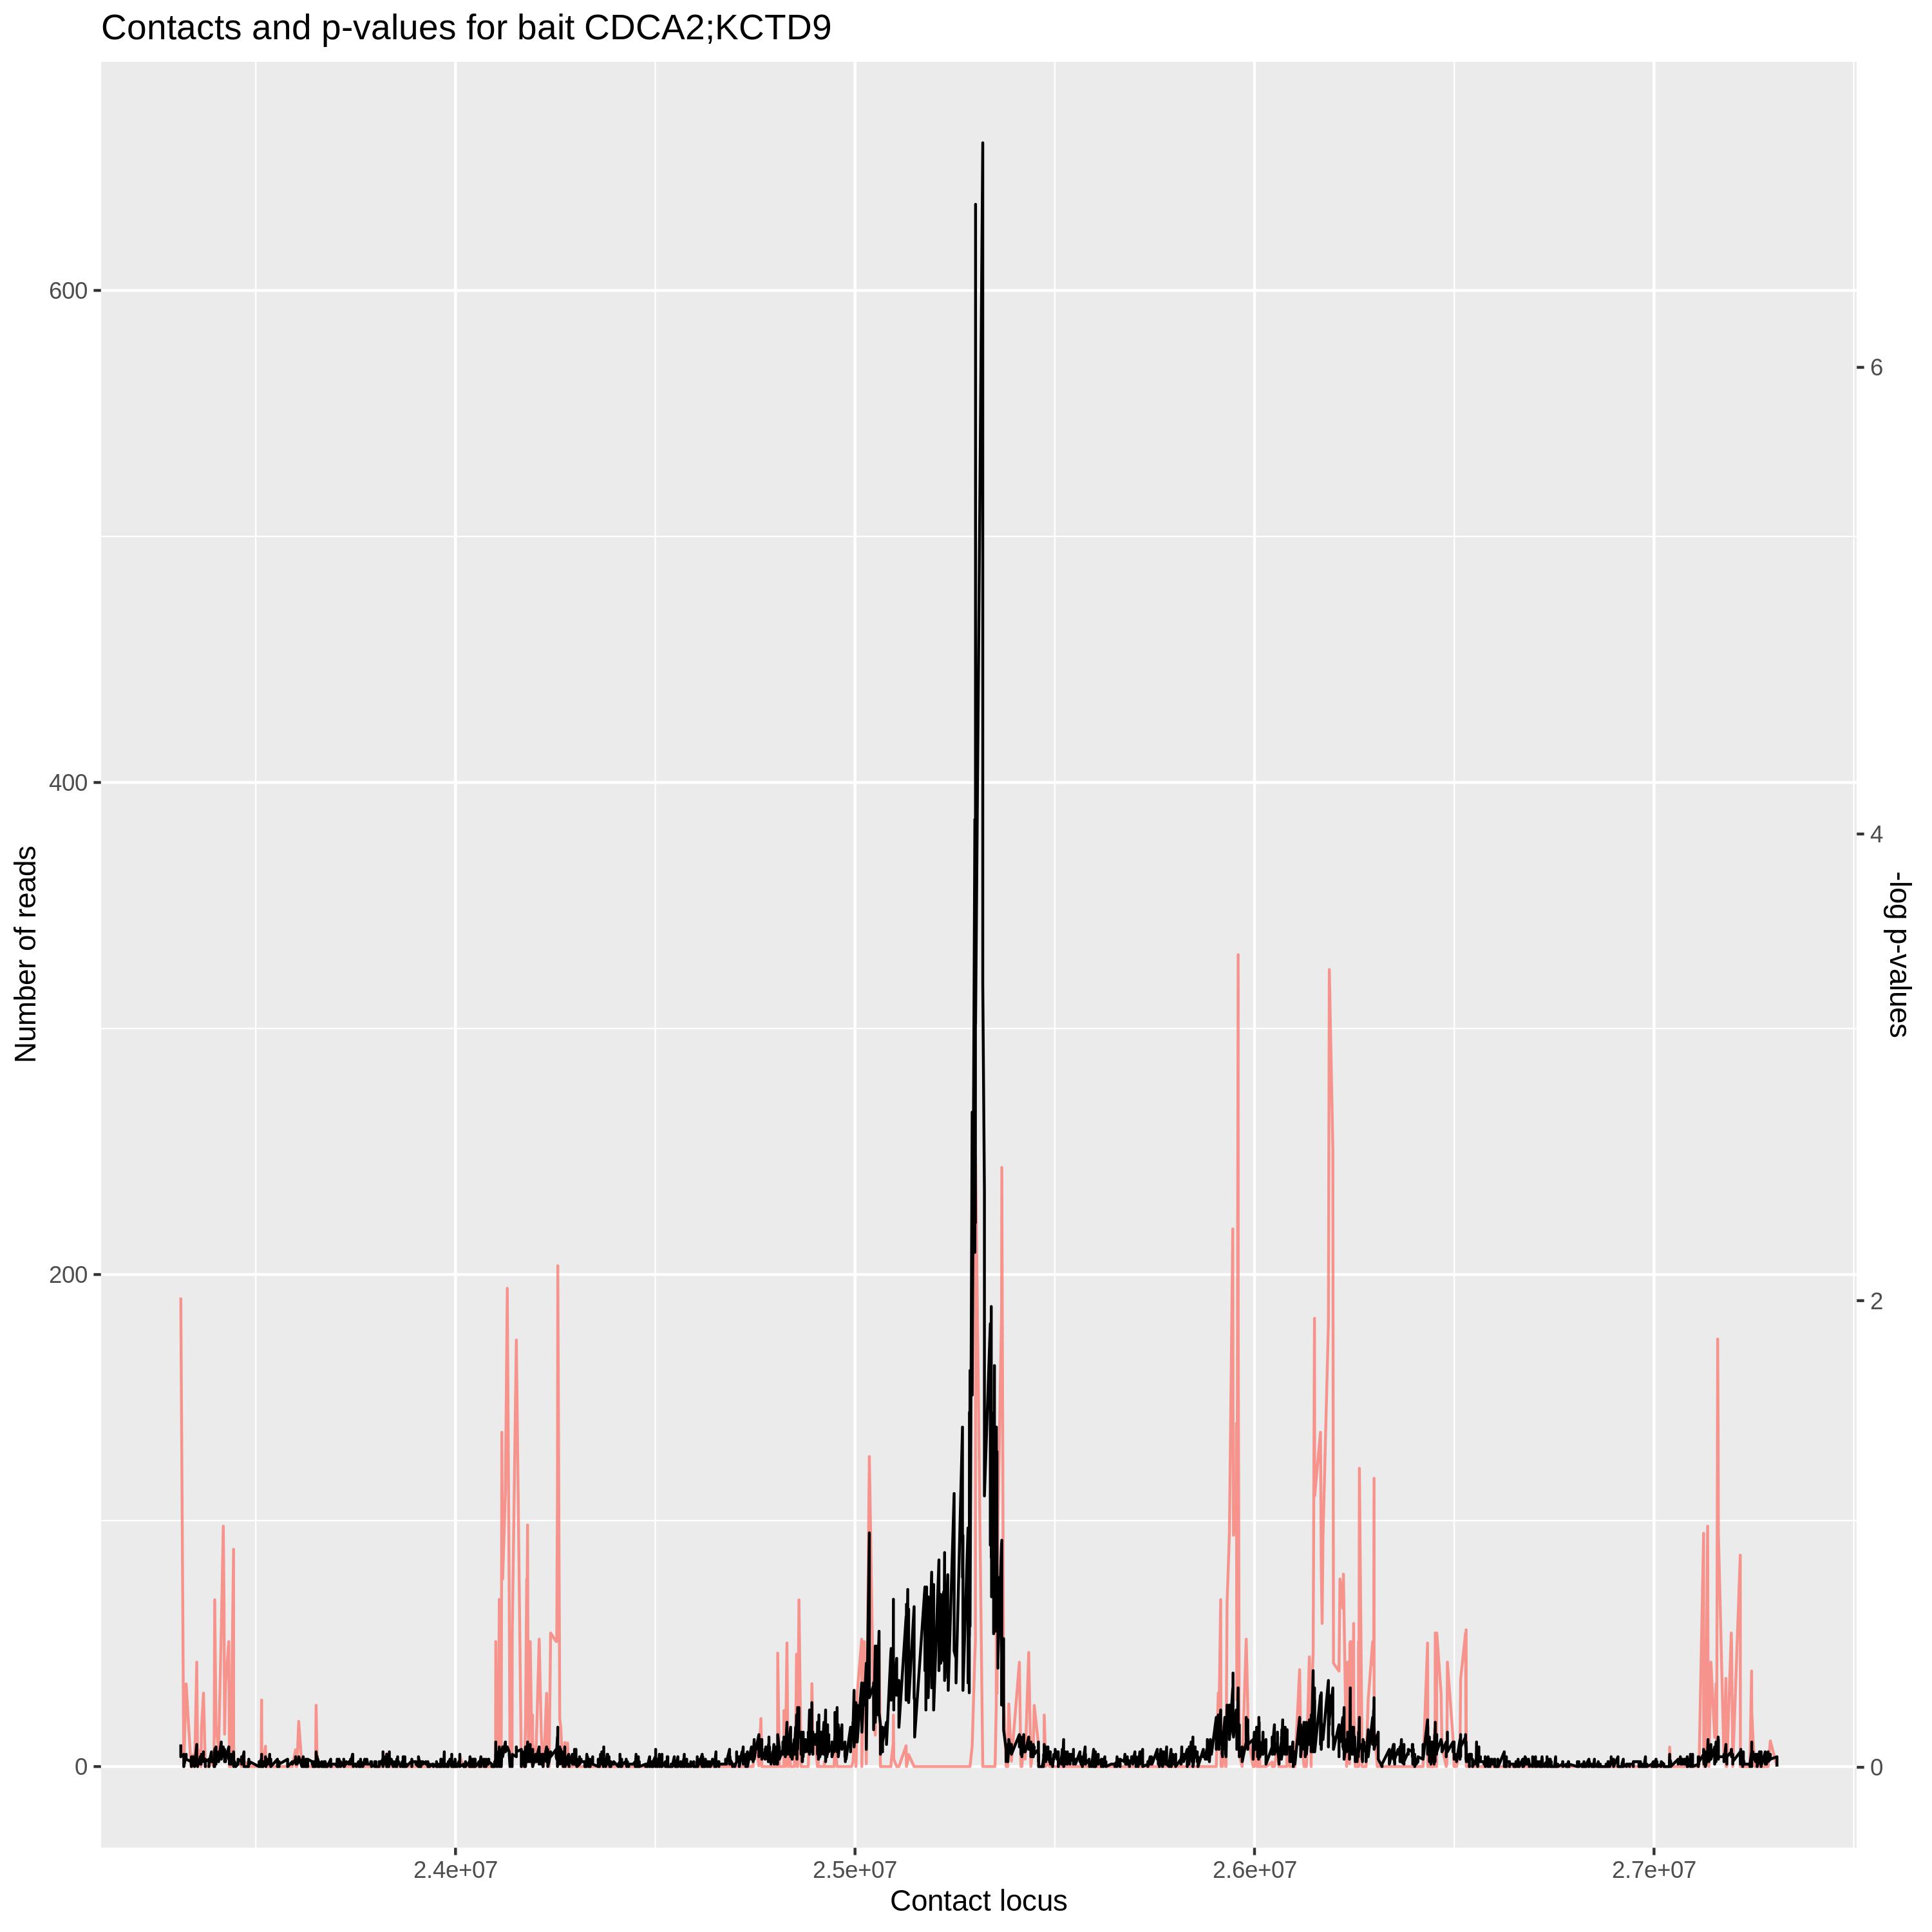 Contacts and p-values for bait CDCA2;KCTD9
600
400
200
0
Number of reads
6
4
2
0
-log p-values
2.4e+07
2.5e+07
2.6e+07
2.7e+07
Contact locus